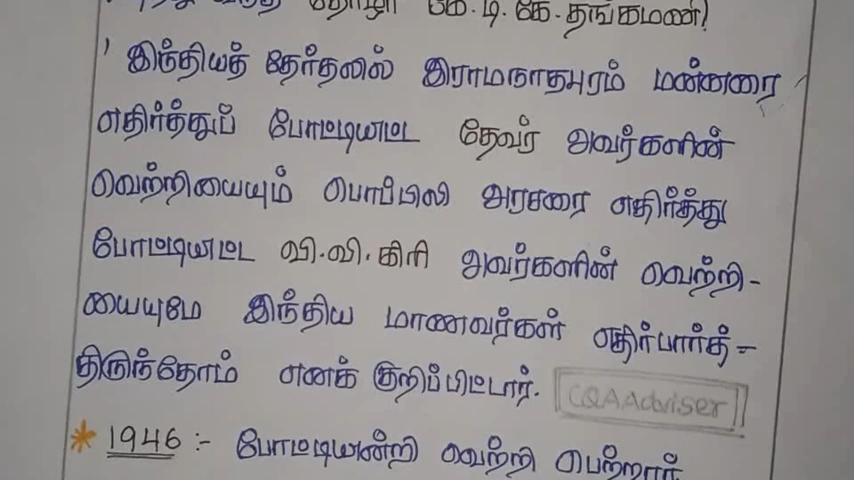 தோழர் கே.டி.கே.தங்கமணி!
' இந்தியத் தேர்தலில் இராமநாதபுரம் மன்னரை
எதிர்த்துப் போட்டியிட்ட தேவர் அவர்களின்
வெற்றியையும் பொப்பிலி அரசரை எதிர்த்து
போட்டியிட்ட வி.வி.கிரி அவர்களின் வெற்றி-
யையுமே இந்திய மாணவர்கள் எதிர்பார்த்-
திருந்தோம் எனக் குறிப்பிட்டார்.
CQAAdviser
* 1946 :- போட்டியின்றி வெற்றி பெற்றார்